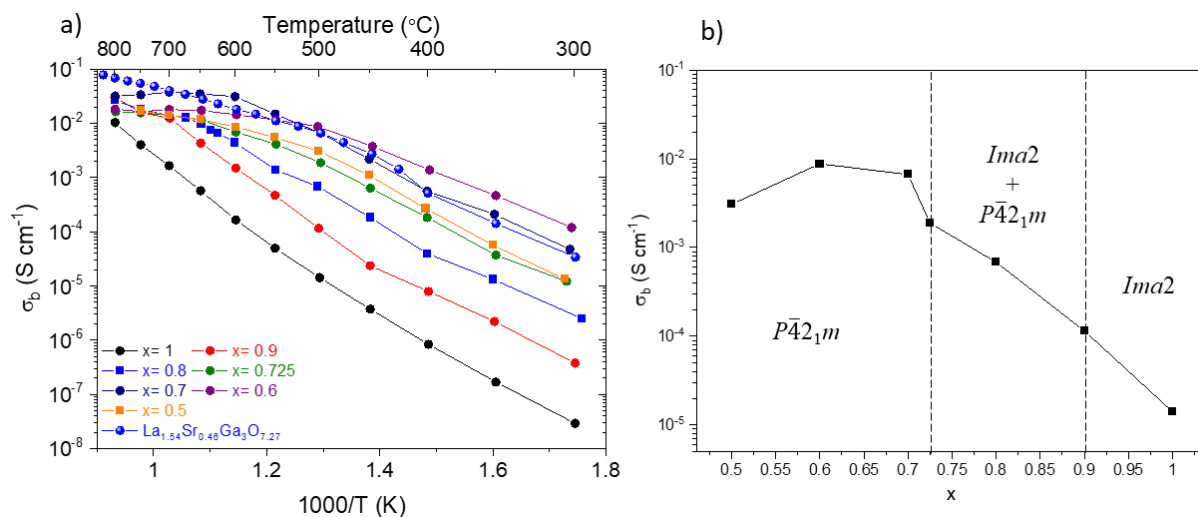 a)
Temperature (°C)
800 700 600 500 400 300
10⁻¹
10⁻²
10⁻³
10⁻⁴
10⁻⁵
10⁻⁶
10⁻⁷
10⁻⁸
σb (S cm⁻¹)
x= 1 x= 0.9
x= 0.8 x= 0.725
x= 0.7 x= 0.6
x= 0.5
La₁.₅₄Sr₀.₄₆Ga₃O₇.₂₇
1 1.2 1.4 1.6 1.8
1000/T (K)
b)
10⁻¹
10⁻²
10⁻³
10⁻⁴
10⁻⁵
σb (S cm⁻¹)
Ima2
+
P4̅2₁m
Ima2
P4̅2₁m
0.5 0.55 0.6 0.65 0.7 0.75 0.8 0.85 0.9 0.95 1
x